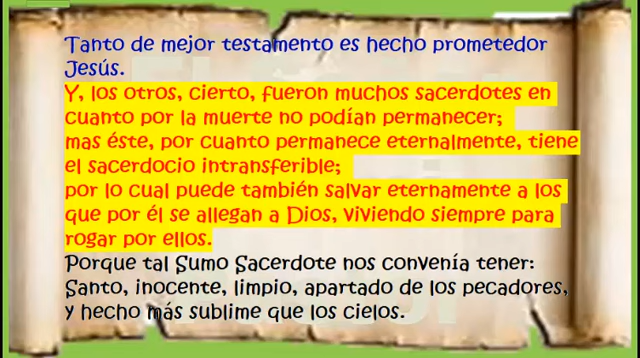 Tanto de mejor testamento es hecho prometedor
Jesús.
Y, los otros, cierto, fueron muchos sacerdotes en
cuanto por la muerte no podían permanecer;
mas éste, por cuanto permanece eternalmente, tiene
el sacerdocio intransferible;
por lo cual puede también salvar eternamente a los
que por él se allegan a Dios, viviendo siempre para
rogar por ellos.
Porque tal Sumo Sacerdote nos convenía tener:
Santo, inocente, limpio, apartado de los pecadores,
y hecho más sublime que los cielos.